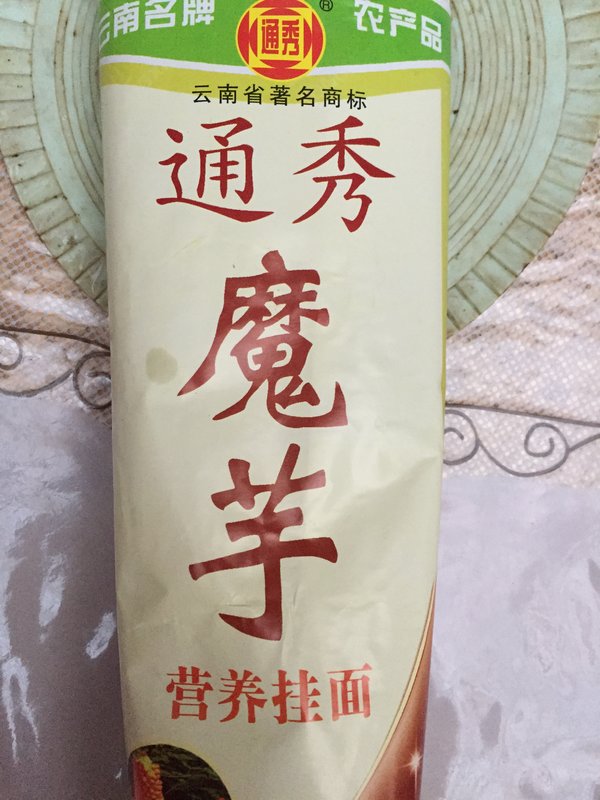 云南名牌 通秀® 农产品
云南省著名商标
通秀
魔芋
营养挂面